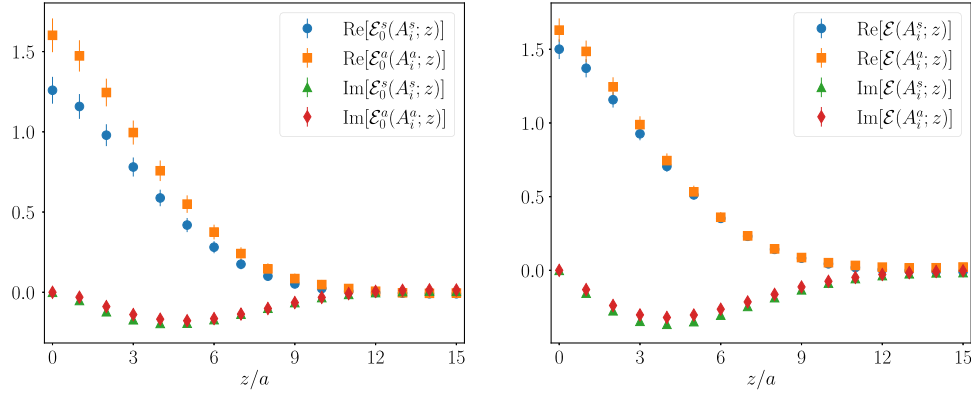 Re[ℰ₀ˢ(Aᵢˢ; z)]
Re[ℰ₀ᵃ(Aᵢᵃ; z)]
Im[ℰ₀ˢ(Aᵢˢ; z)]
Im[ℰ₀ᵃ(Aᵢᵃ; z)]
1.5
1.0
0.5
0.0
0 3 6 9 12 15
z/a
Re[ℰ(Aᵢˢ; z)]
Re[ℰ(Aᵢᵃ; z)]
Im[ℰ(Aᵢˢ; z)]
Im[ℰ(Aᵢᵃ; z)]
1.5
1.0
0.5
0.0
0 3 6 9 12 15
z/a